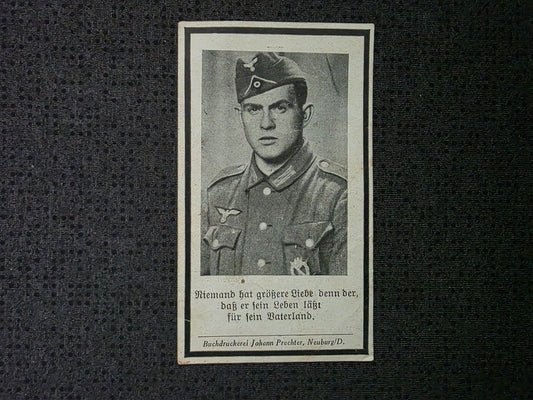 Niemand hat größere Liebe denn der,
daß er sein Leben läßt
für sein Vaterland.
Buchdruckerei Johann Prechter, Neuburg/D.